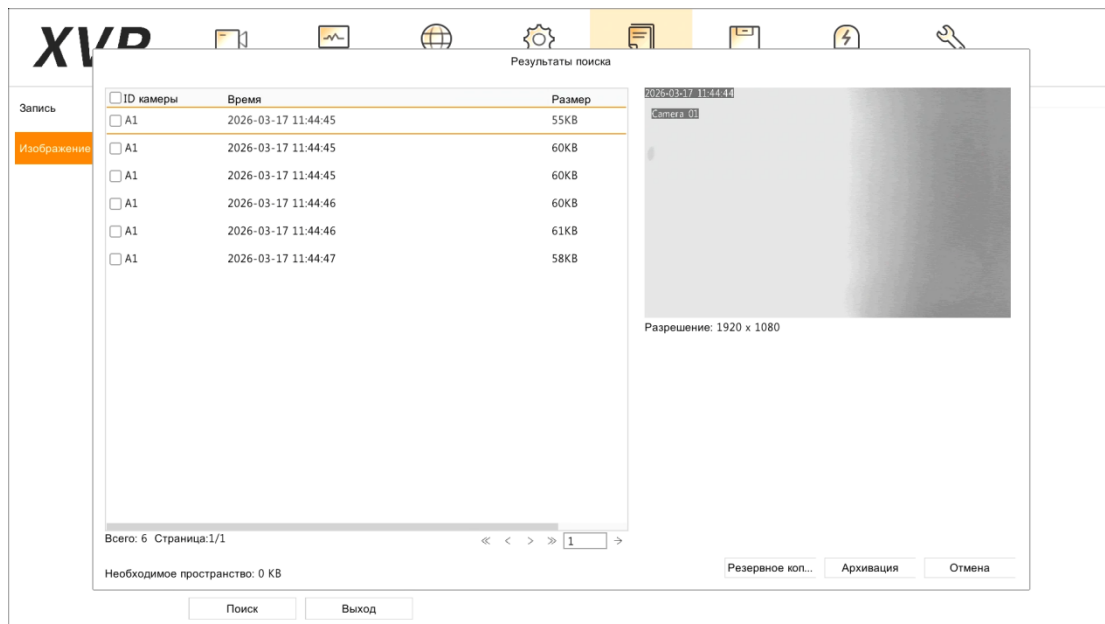 XVR
Результаты поиска
Запись
Изображение
ID камеры Время Размер
A1 2026-03-17 11:44:45 55KB
A1 2026-03-17 11:44:45 60KB
A1 2026-03-17 11:44:45 60KB
A1 2026-03-17 11:44:46 60KB
A1 2026-03-17 11:44:46 61KB
A1 2026-03-17 11:44:47 58KB
2026-03-17 11:44:44
Camera 01
Разрешение: 1920 x 1080
Всего: 6 Страница:1/1
1
Необходимое пространство: 0 KB
Резервное коп... Архивация Отмена
Поиск Выход